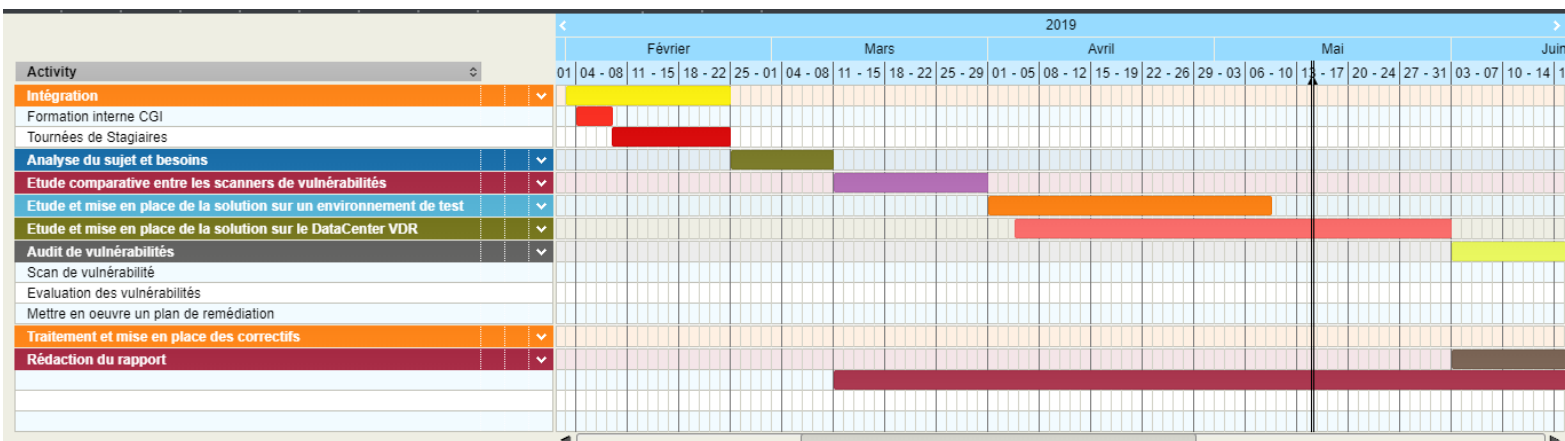 2019
Février Mars Avril Mai Juin
Activity
01 04 - 08 11 - 15 18 - 22 25 - 01 04 - 08 11 - 15 18 - 22 25 - 29 01 - 05 08 - 12 15 - 19 22 - 26 29 - 03 06 - 10 13 - 17 20 - 24 27 - 31 03 - 07 10 - 14 1
Intégration
Formation interne CGI
Tournées de Stagiaires
Analyse du sujet et besoins
Etude comparative entre les scanners de vulnérabilités
Etude et mise en place de la solution sur un environnement de test
Etude et mise en place de la solution sur le DataCenter VDR
Audit de vulnérabilités
Scan de vulnérabilité
Evaluation des vulnérabilités
Mettre en oeuvre un plan de remédiation
Traitement et mise en place des correctifs
Rédaction du rapport